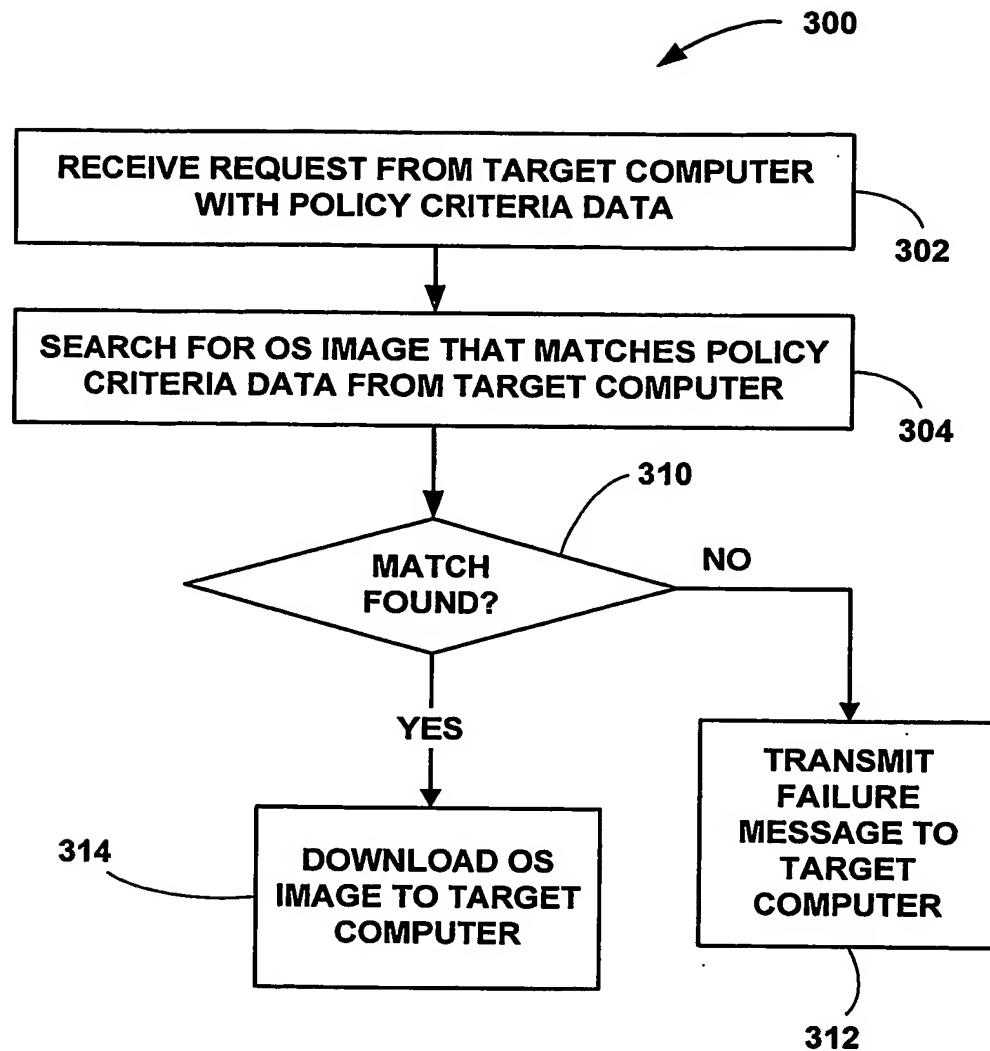 300
RECEIVE REQUEST FROM TARGET COMPUTER
WITH POLICY CRITERIA DATA
302
SEARCH FOR OS IMAGE THAT MATCHES POLICY
CRITERIA DATA FROM TARGET COMPUTER
304
310
MATCH
FOUND?
NO
YES
TRANSMIT
FAILURE
MESSAGE TO
TARGET
COMPUTER
314
DOWNLOAD OS
IMAGE TO TARGET
COMPUTER
312